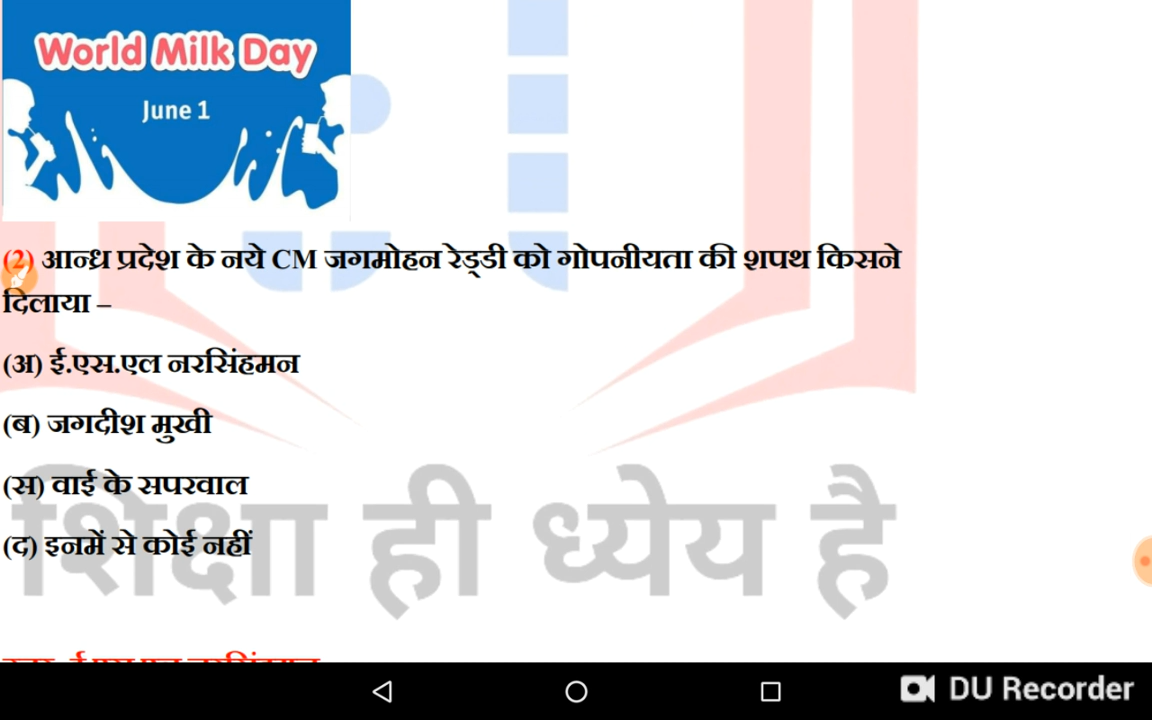 World Milk Day
June 1
(2) आन्ध्र प्रदेश के नये CM जगमोहन रेड्डी को गोपनीयता की शपथ किसने
दिलाया –
(अ) ई.एस.एल नरसिंहमन
(ब) जगदीश मुखी
(स) वाई के सपरवाल
(द) इनमें से कोई नहीं
शिक्षा ही ध्येय है
DU Recorder